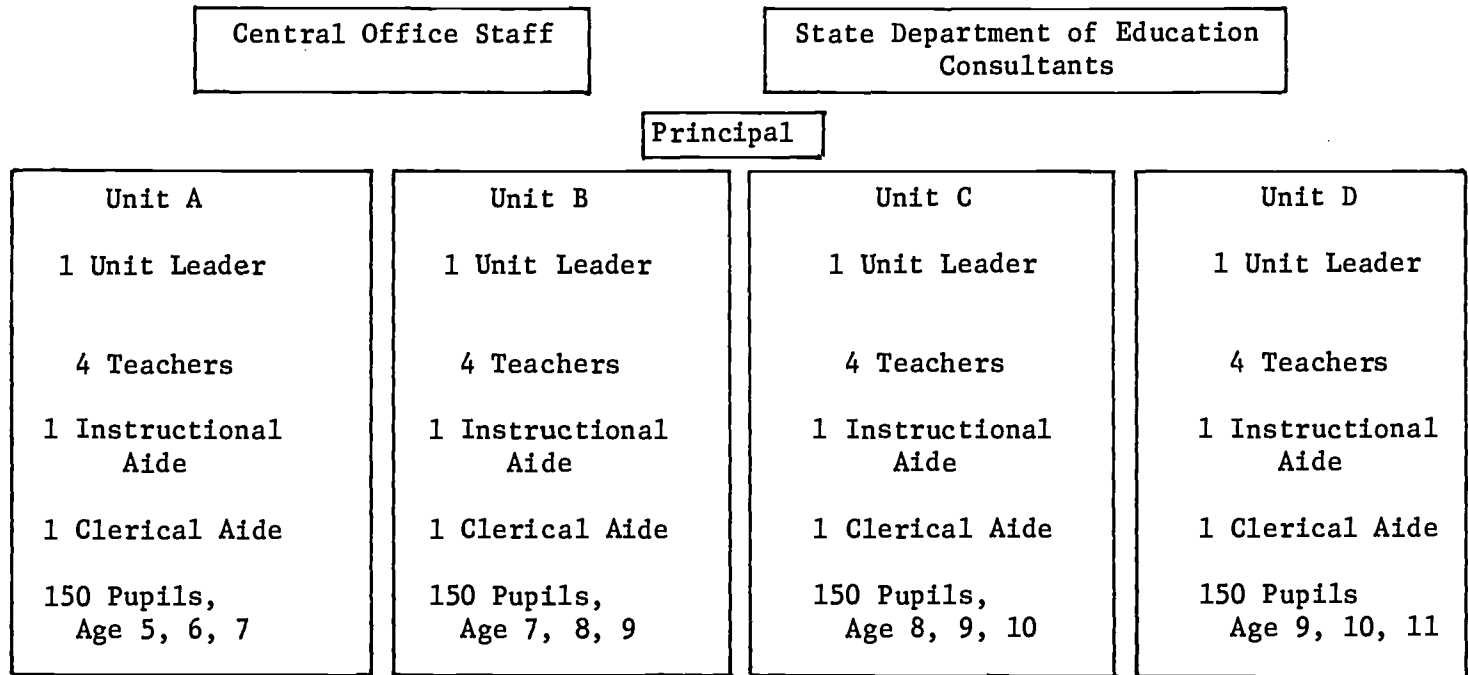 Central Office Staff
State Department of Education
Consultants
Principal
Unit A
1 Unit Leader
4 Teachers
1 Instructional
Aide
1 Clerical Aide
150 Pupils,
Age 5, 6, 7
Unit B
1 Unit Leader
4 Teachers
1 Instructional
Aide
1 Clerical Aide
150 Pupils,
Age 7, 8, 9
Unit C
1 Unit Leader
4 Teachers
1 Instructional
Aide
1 Clerical Aide
150 Pupils,
Age 8, 9, 10
Unit D
1 Unit Leader
4 Teachers
1 Instructional
Aide
1 Clerical Aide
150 Pupils
Age 9, 10, 11